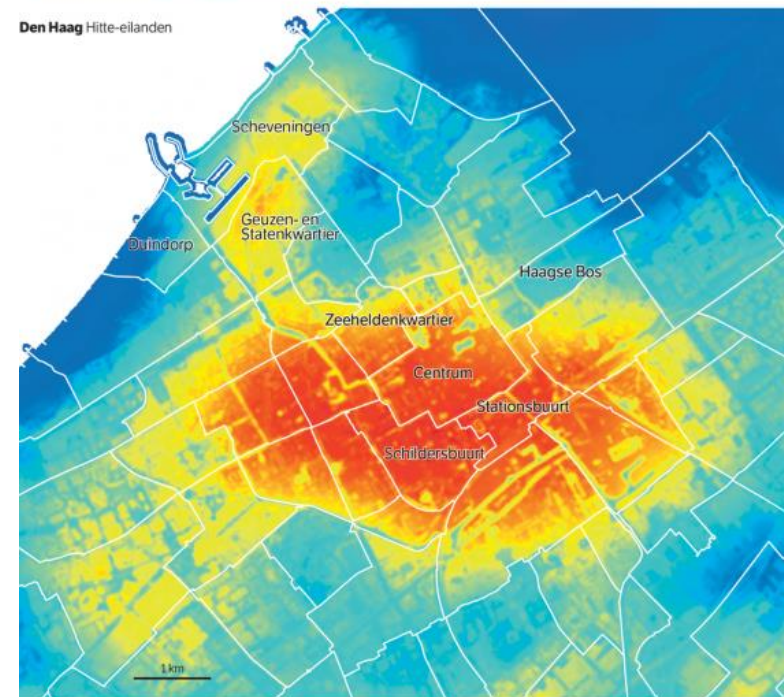 Den Haag Hitte-eilanden
Scheveningen
Geuzen- en
Statenkwartier
Duindorp
Haagse Bos
Zeeheldenkwartier
Centrum
Stationsbuurt
Schildersbuurt
1 km